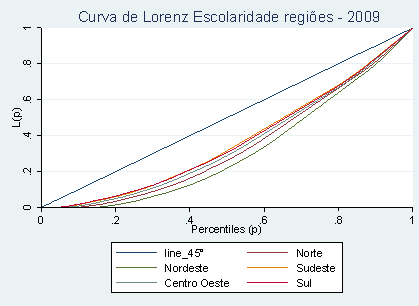 Curva de Lorenz Escolaridade regiões - 2009
L(p)
1
.8
.6
.4
.2
0
0 .2 .4 .6 .8 1
Percentiles (p)
line_45° Norte
Nordeste Sudeste
Centro Oeste Sul